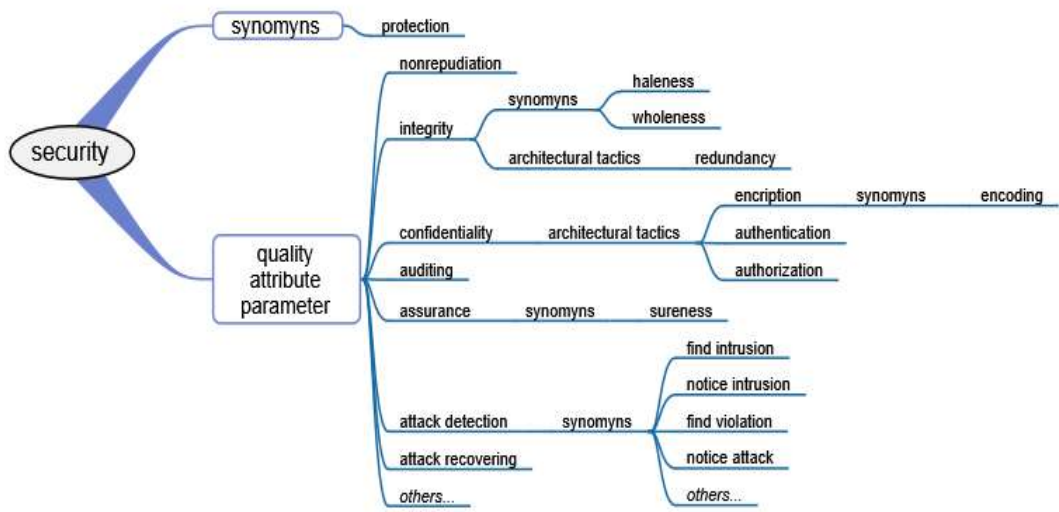 security
synomyns
protection
quality
attribute
parameter
nonrepudiation
integrity
synomyns
haleness
wholeness
architectural tactics
redundancy
confidentiality
architectural tactics
encription
synomyns
encoding
authentication
authorization
auditing
assurance
synomyns
sureness
attack detection
synomyns
find intrusion
notice intrusion
find violation
notice attack
others...
attack recovering
others...